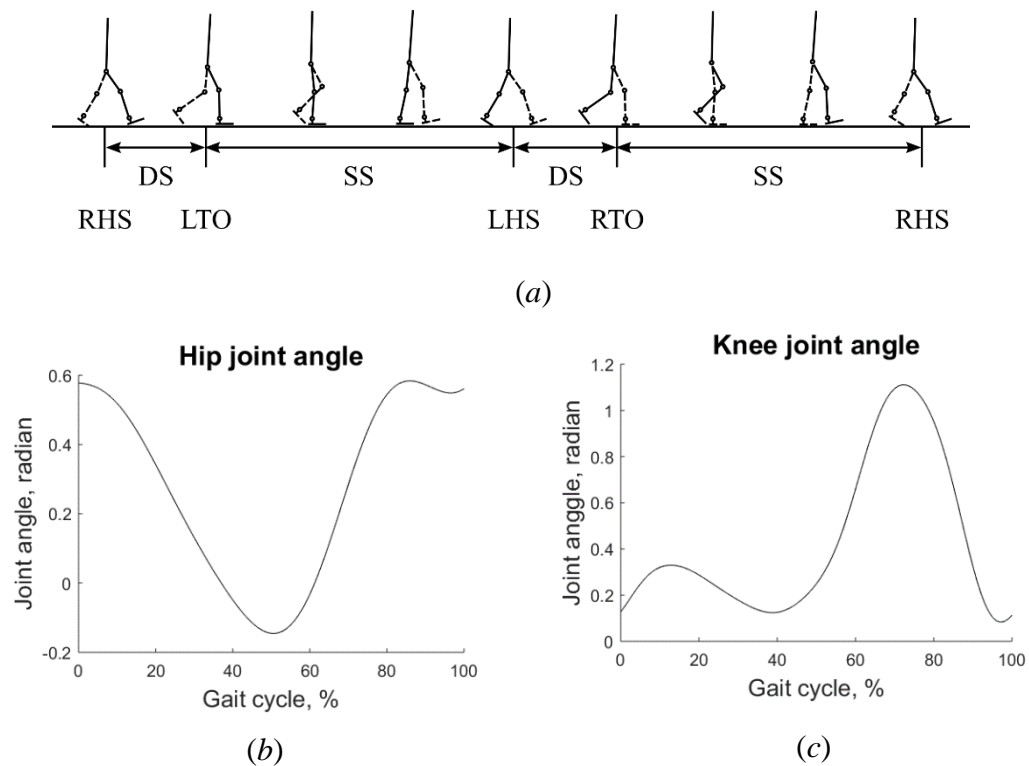 DS SS DS SS
RHS LTO LHS RTO RHS
(a)
Hip joint angle
Joint angle, radian
0.6
0.4
0.2
0
-0.2
0 20 40 60 80 100
Gait cycle, %
(b)
Knee joint angle
Joint anggle, radian
1.2
1
0.8
0.6
0.4
0.2
0
0 20 40 60 80 100
Gait cycle, %
(c)